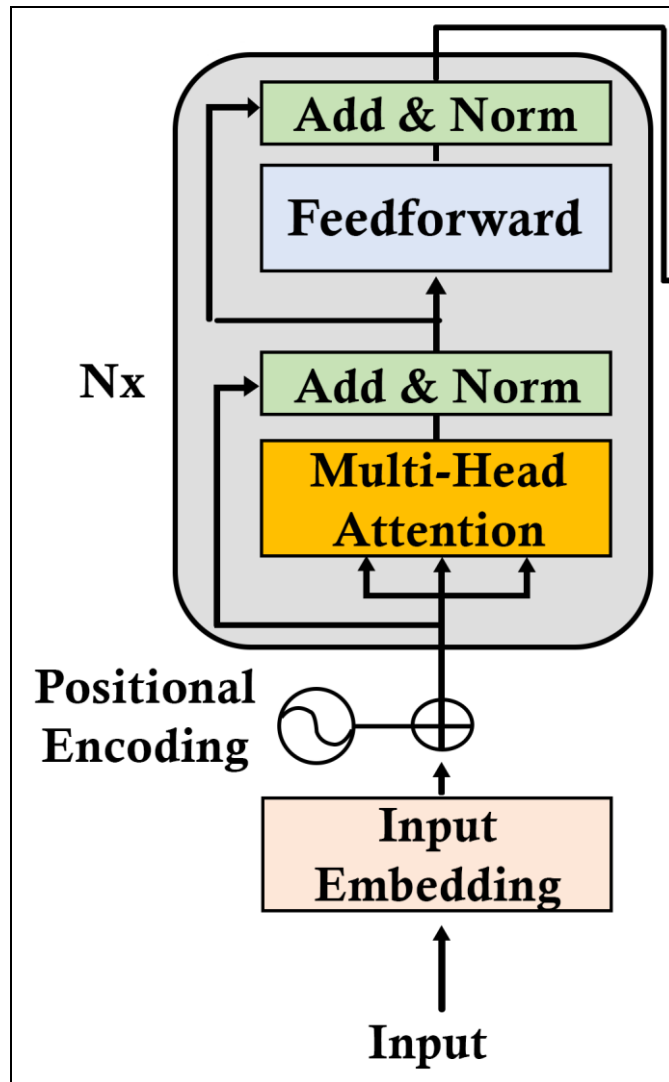 Add & Norm
Feedforward
Nx
Add & Norm
Multi-Head
Attention
Positional
Encoding
Input
Embedding
Input